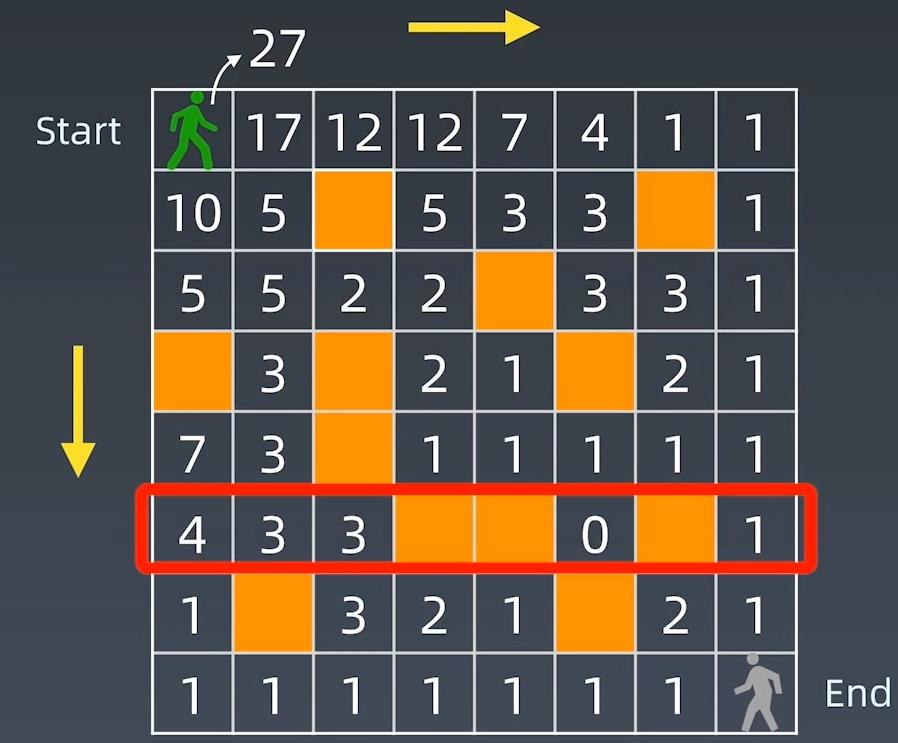 27
Start 17 12 12 7 4 1 1
10 5 5 3 3 1
5 5 2 2 3 3 1
3 2 1 2 1
7 3 1 1 1 1 1
4 3 3 0 1
1 3 2 1 2 1
1 1 1 1 1 1 1 End